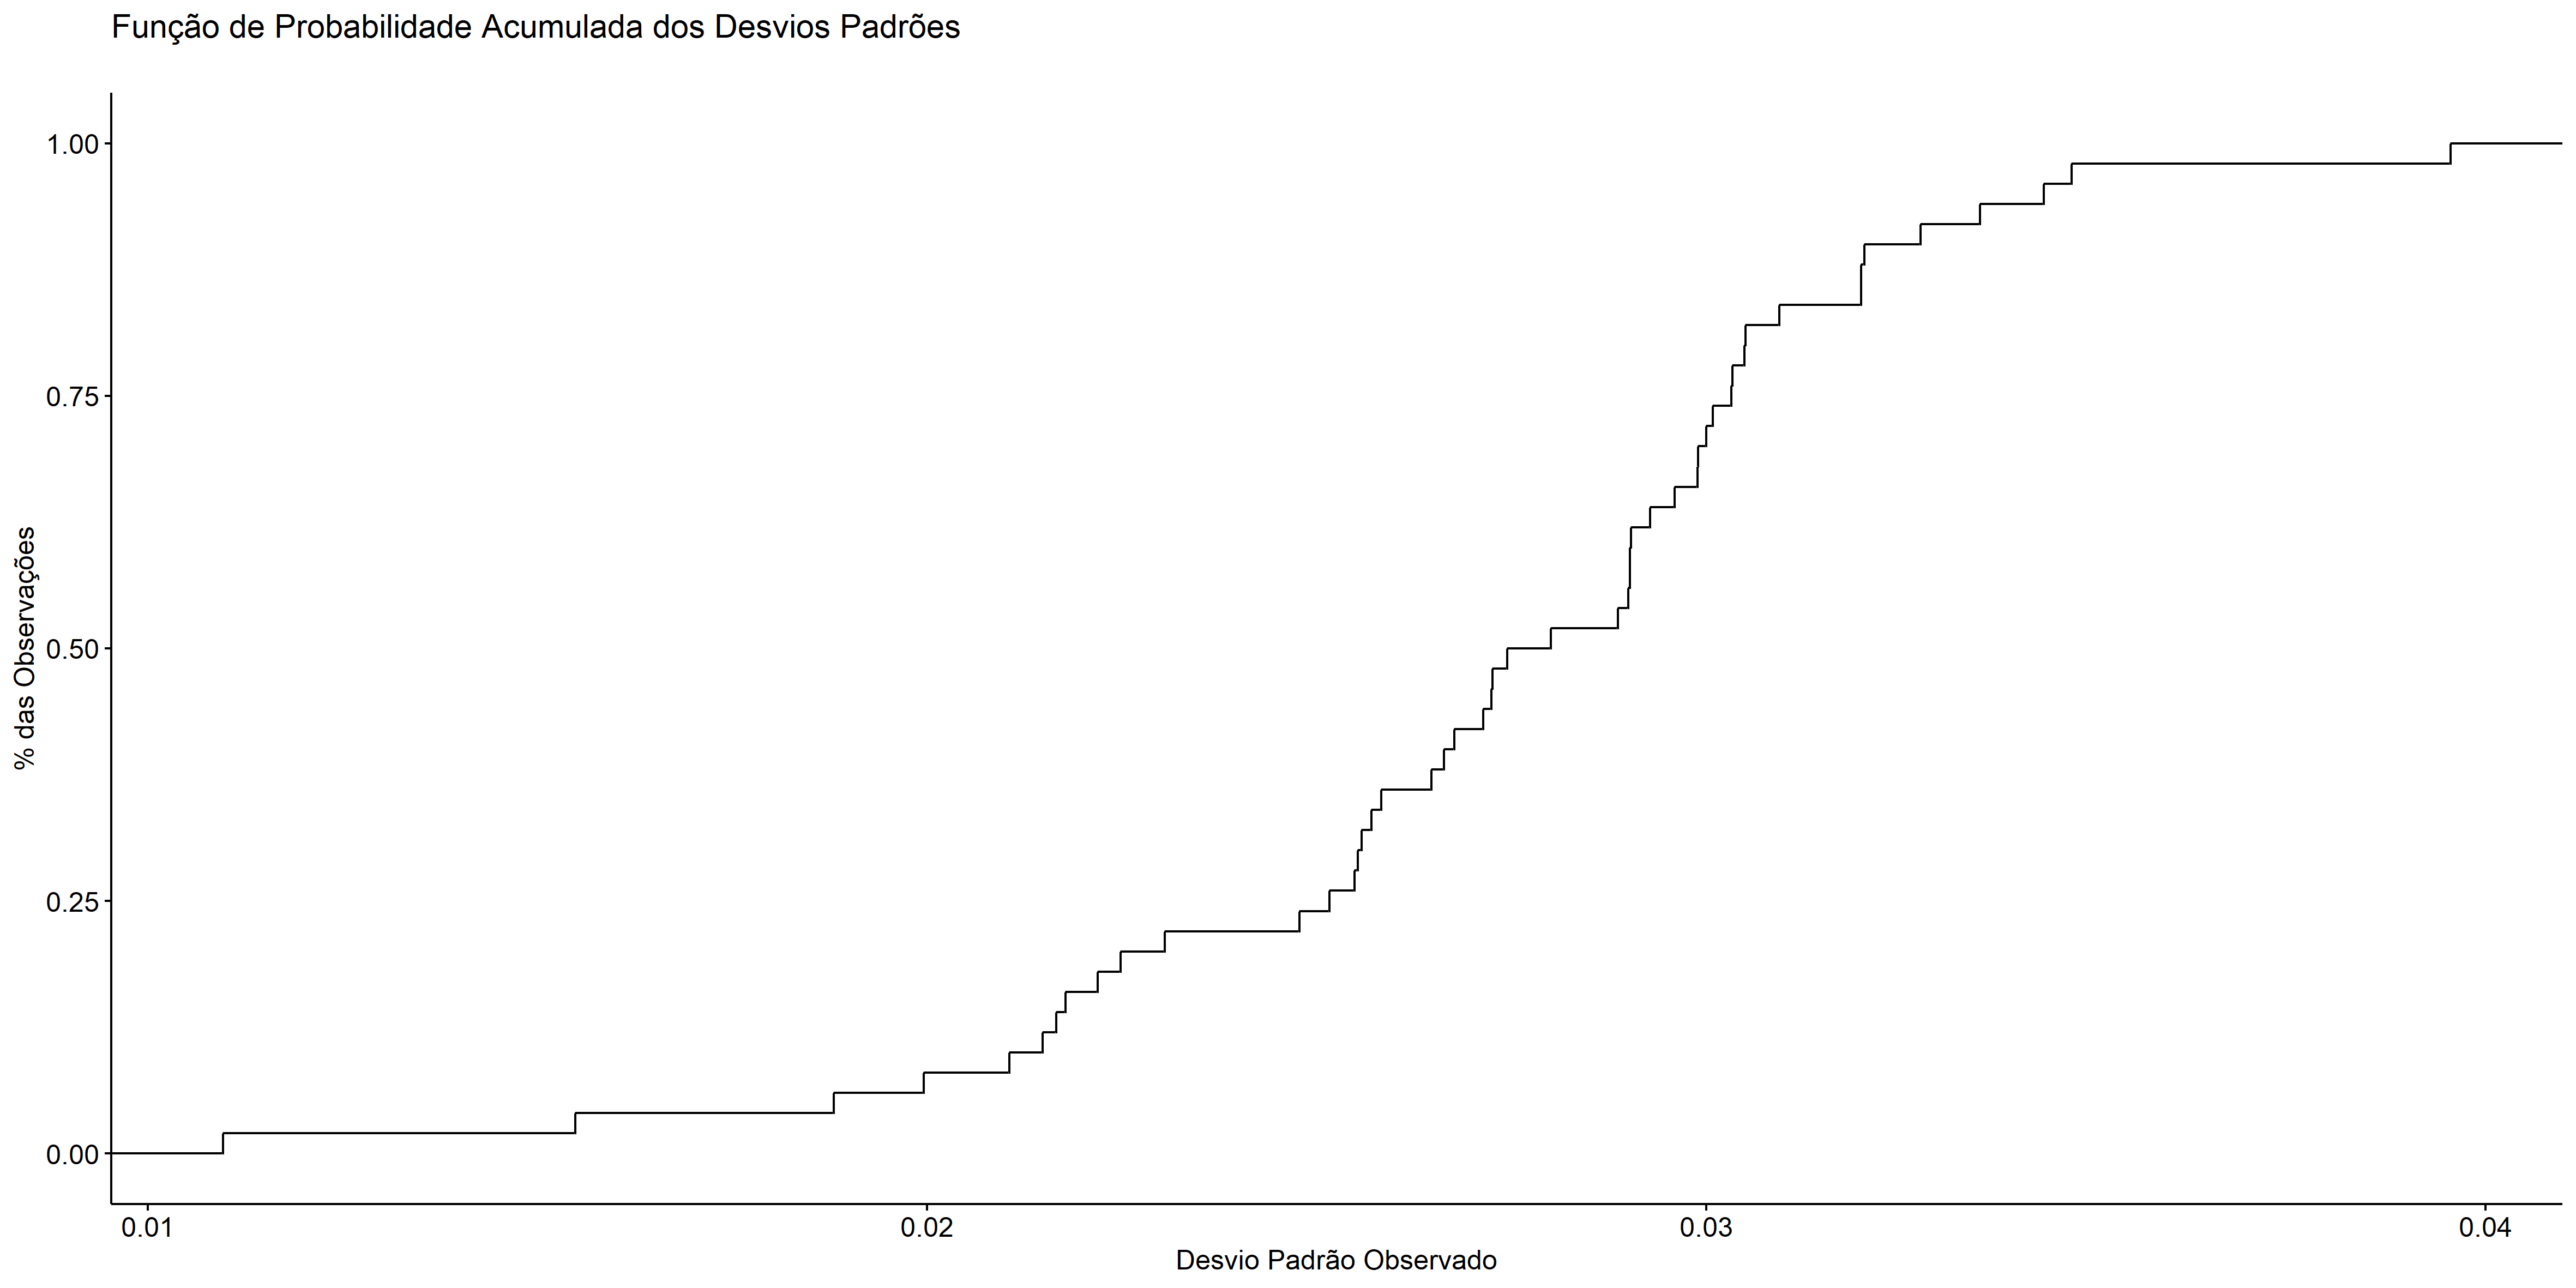 Função de Probabilidade Acumulada dos Desvios Padrões
1.00
0.75
0.50
0.25
0.00
% das Observações
0.01 0.02 0.03 0.04
Desvio Padrão Observado